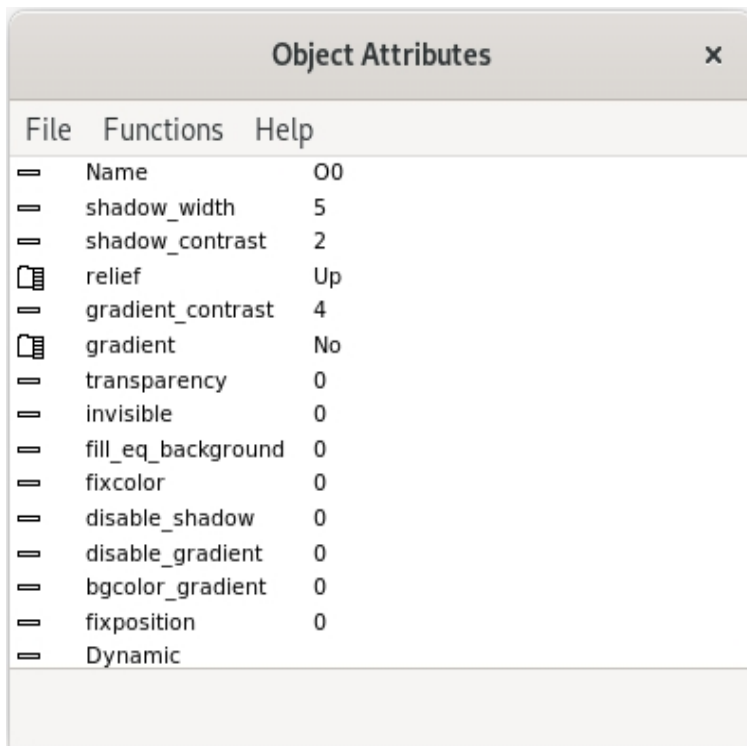 Object Attributes ×
File Functions Help
Name O0
shadow_width 5
shadow_contrast 2
relief Up
gradient_contrast 4
gradient No
transparency 0
invisible 0
fill_eq_background 0
fixcolor 0
disable_shadow 0
disable_gradient 0
bgcolor_gradient 0
fixposition 0
Dynamic